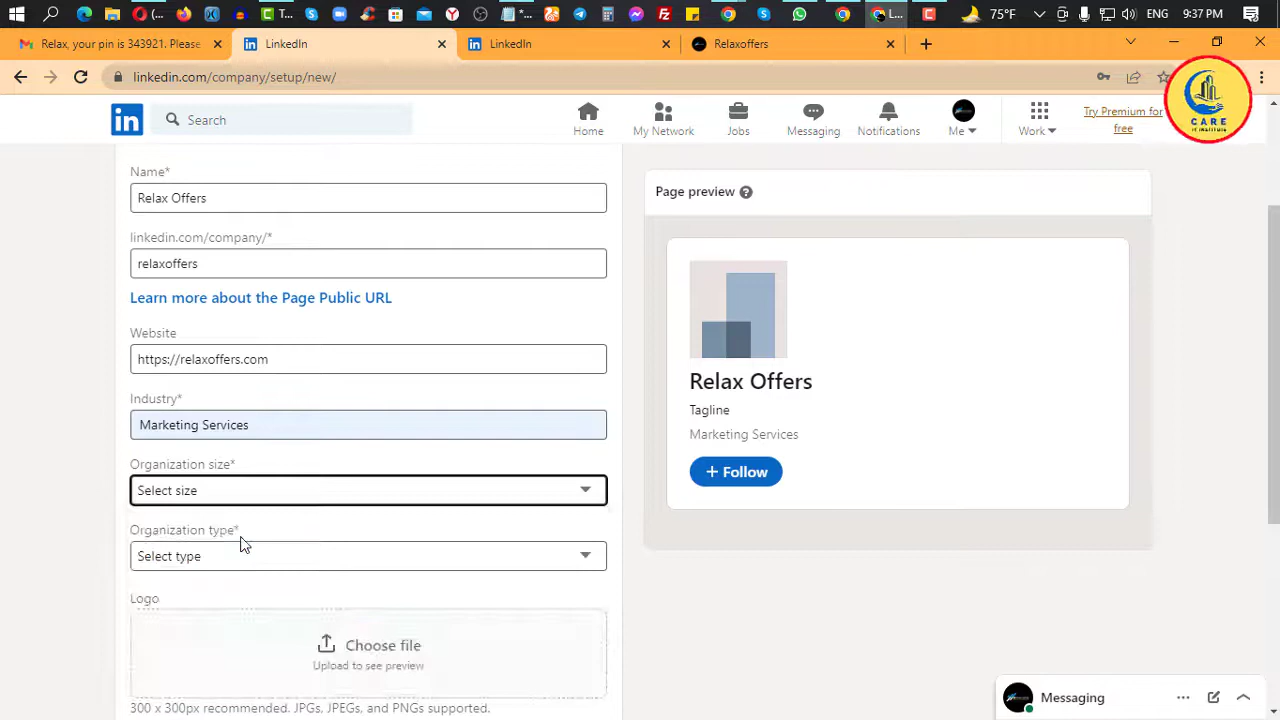 75°F
ENG
9:37 PM
Relax, your pin is 343921. Please
LinkedIn
LinkedIn
Relaxoffers
linkedin.com/company/setup/new/
in
Search
Home
My Network
Jobs
Messaging
Notifications
Me
Work
Try Premium for
free
CARE
IT INSTITUTE
Name*
Relax Offers
linkedin.com/company/*
relaxoffers
Learn more about the Page Public URL
Website
https://relaxoffers.com
Industry*
Marketing Services
Organization size*
Select size
Organization type*
Select type
Logo
Choose file
Upload to see preview
300 x 300px recommended. JPGs, JPEGs, and PNGs supported.
Page preview
Relax Offers
Tagline
Marketing Services
+ Follow
Messaging